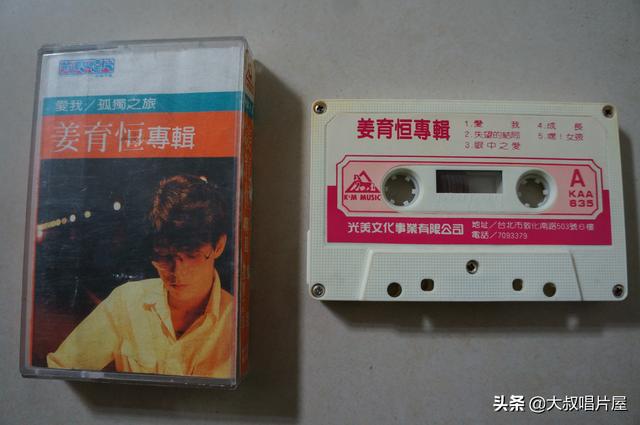 愛我／孤獨之旅
姜育恒專輯
姜育恒專輯
1.愛 我
2.失望的結局
3.眼中之愛
4.成 長
5.嘿！女孩
K·M MUSIC
A
KAA
635
光美文化事業有限公司
地址／台北市敦化南路503號6樓
電話／7093379
头条 @大叔唱片屋